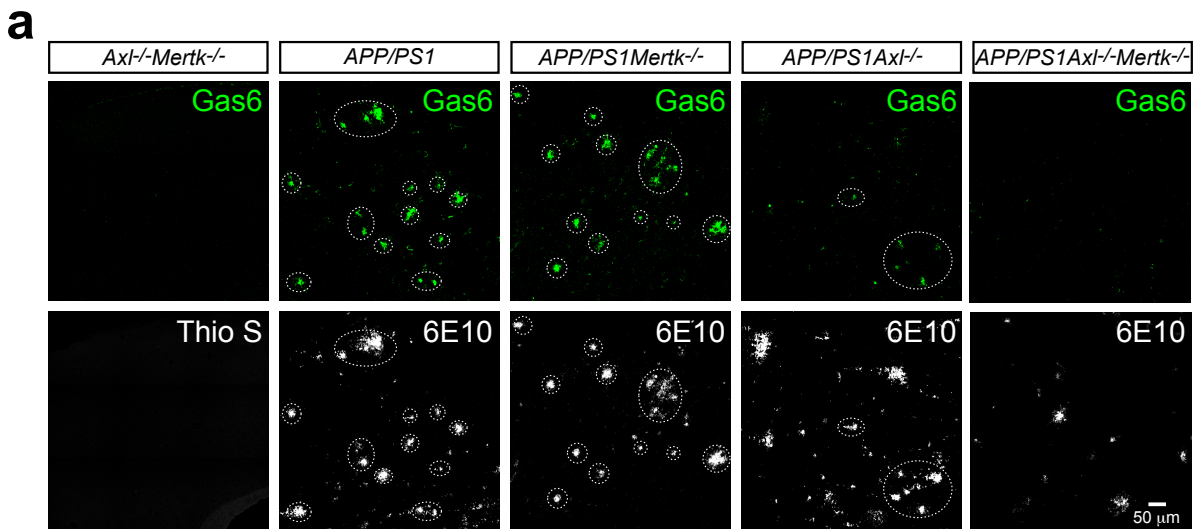 a
Axl-/-Mertk-/- APP/PS1 APP/PS1Mertk-/- APP/PS1Axl-/- APP/PS1Axl-/-Mertk-/-
Gas6 Gas6 Gas6 Gas6 Gas6
Thio S 6E10 6E10 6E10 6E10
50 μm